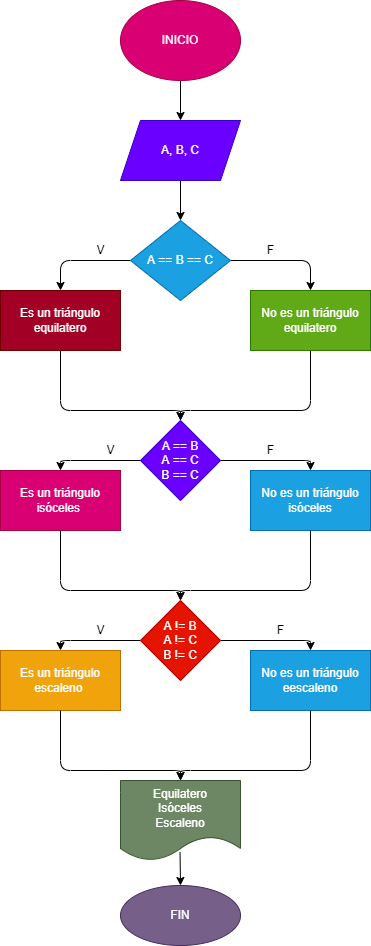 INICIO
A, B, C
A == B == C
V
F
Es un triángulo
equilatero
No es un triángulo
equilatero
A == B
A == C
B == C
V
F
Es un triángulo
isóceles
No es un triángulo
isóceles
A != B
A != C
B != C
V
F
Es un triángulo
escaleno
No es un triángulo
eescaleno
Equilatero
Isóceles
Escaleno
FIN